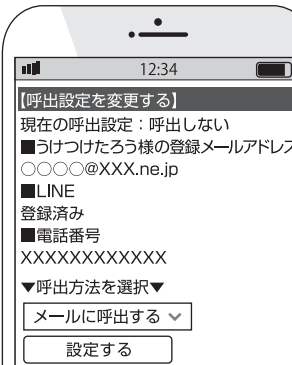 12:34
【呼出設定を変更する】
現在の呼出設定：呼出しない
■うけつけたろう様の登録メールアドレス
○○○○@XXX.ne.jp
■LINE
登録済み
■電話番号
XXXXXXXXXXXX
▼呼出方法を選択▼
メールに呼出する
設定する